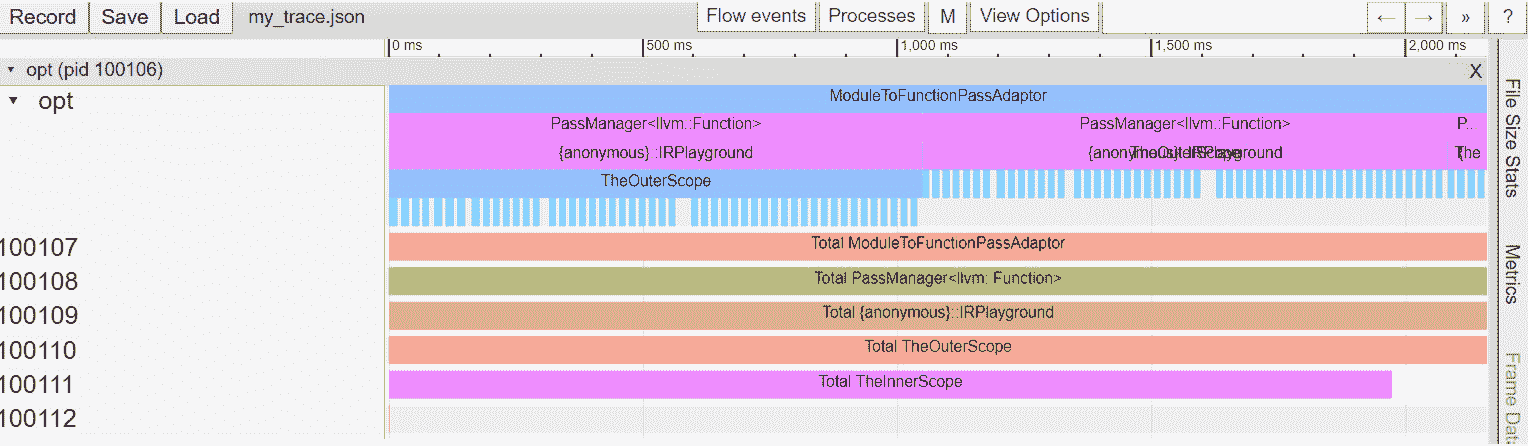 Record Save Load my_trace.json Flow events Processes M View Options ← → » ?
0 ms 500 ms 1,000 ms 1,500 ms 2,000 ms
opt (pid 100106) X
opt ModuleToFunctionPassAdaptor
PassManager<llvm.:Function> PassManager<llvm.:Function> P..
{anonymous} :IRPlayground The
TheOuterScope
100107 Total ModuleToFunctionPassAdaptor
100108 Total PassManager<llvm: Function>
100109 Total {anonymous}::IRPlayground
100110 Total TheOuterScope
100111 Total TheInnerScope
100112
File Size Stats
Metrics
Frame Data